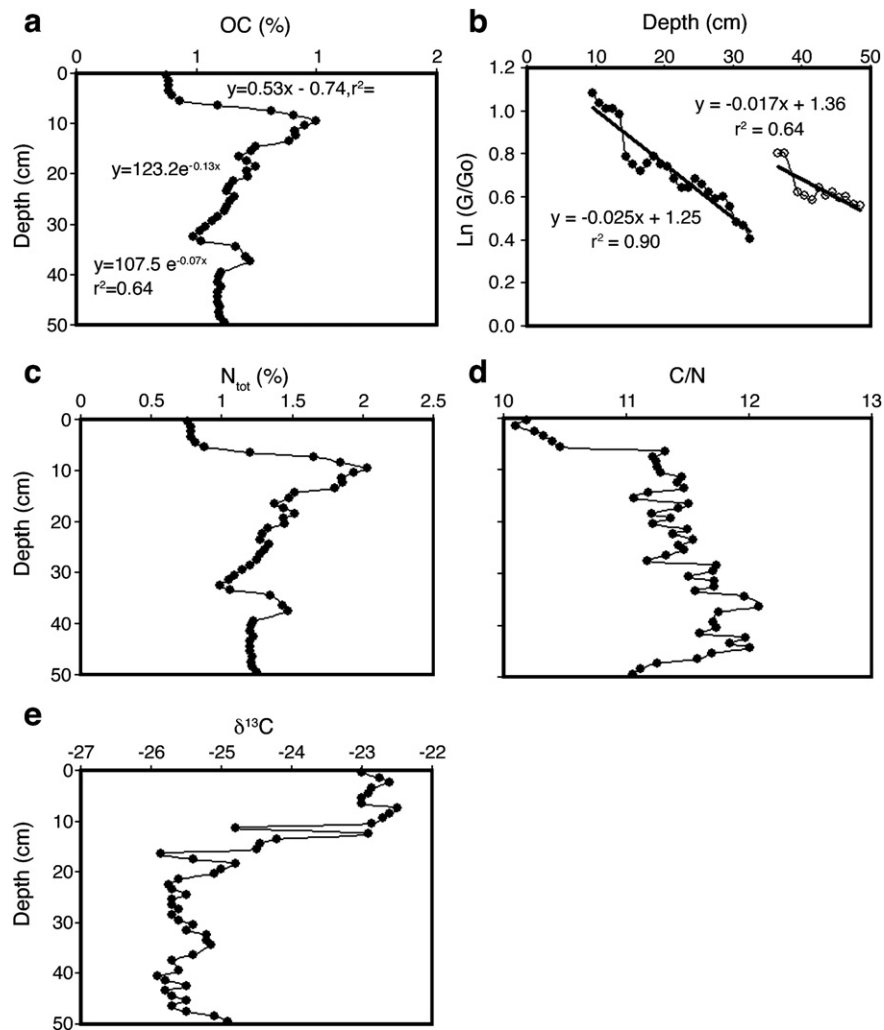 a
OC (%)
0 1 1 2
0
10
20
30
40
50
Depth (cm)
y=0.53x - 0.74,r²=
y=123.2e^-0.13x
y=107.5 e^-0.07x
r²=0.64
b
Depth (cm)
0 10 20 30 40 50
1.2
1.0
0.8
0.6
0.4
0.2
0.0
Ln (G/Go)
y = -0.017x + 1.36
r² = 0.64
y = -0.025x + 1.25
r² = 0.90
c
N_tot (%)
0 0.5 1 1.5 2 2.5
0
10
20
30
40
50
Depth (cm)
d
C/N
10 11 12 13
e
δ¹³C
-27 -26 -25 -24 -23 -22
0
10
20
30
40
50
Depth (cm)